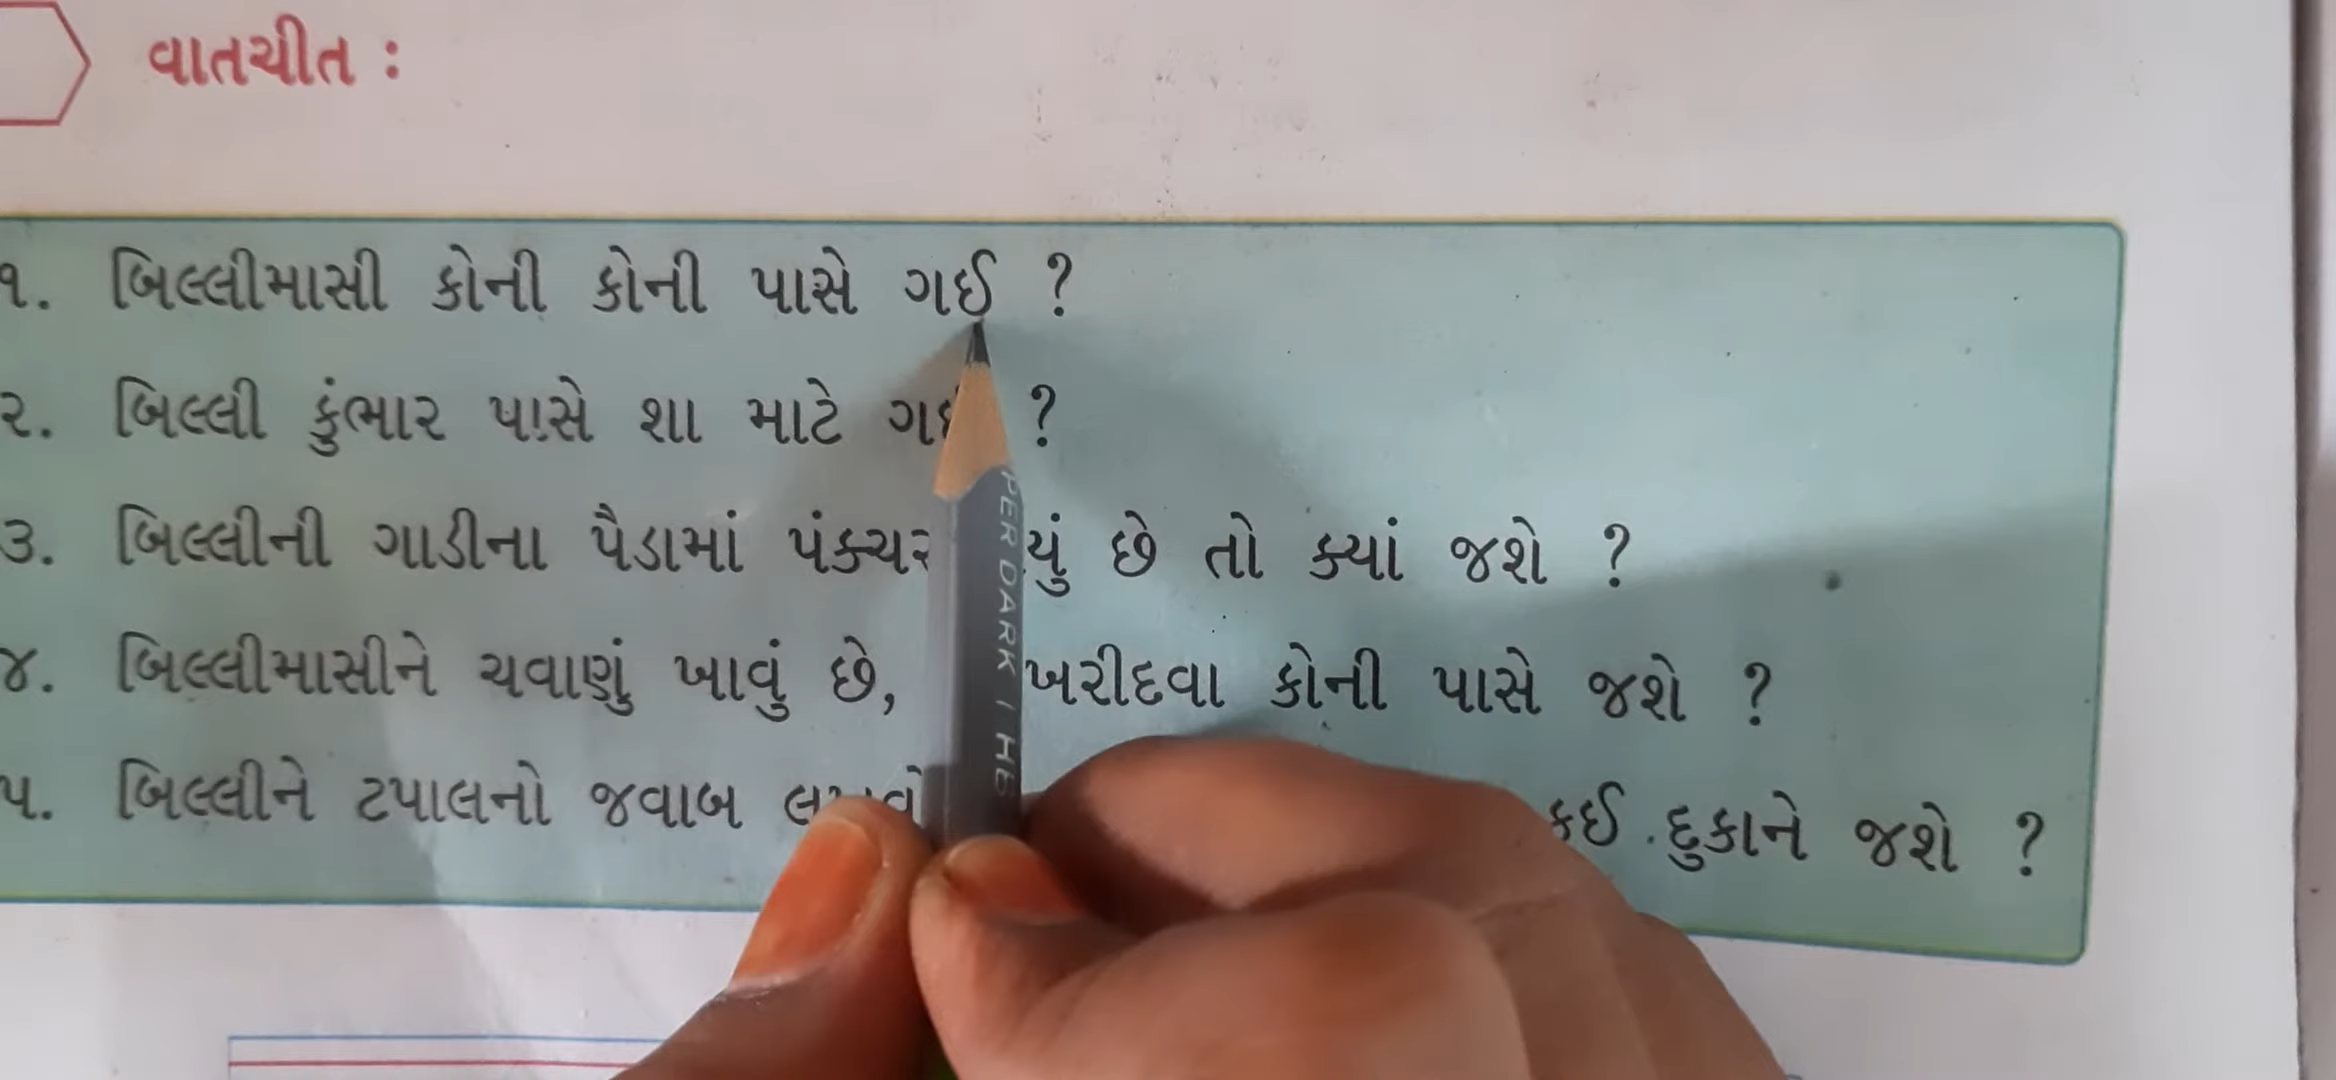 વાતચીત :
૧. બિલ્લીમાસી કોની કોની પાસે ગઈ ?
૨. બિલ્લી કુંભાર પાસે શા માટે ?
૩. બિલ્લીની ગાડીના પૈડામાં પંક્ચર છે તો ક્યાં જશે ?
૪. બિલ્લીમાસીને ચવાણું ખાવું છે, ખરીદવા કોની પાસે જશે ?
૫. બિલ્લીને ટપાલનો જવાબ કઈ દુકાને જશે ?
PER DARK / HB